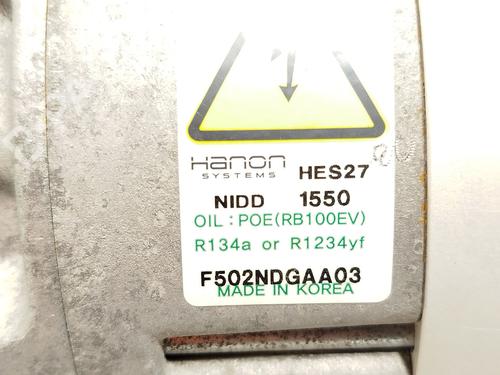 Hanon
SYSTEMS
HES27
NIDD 1550
OIL : POE(RB100EV)
R134a or R1234yf
F502NDGAA03
MADE IN KOREA